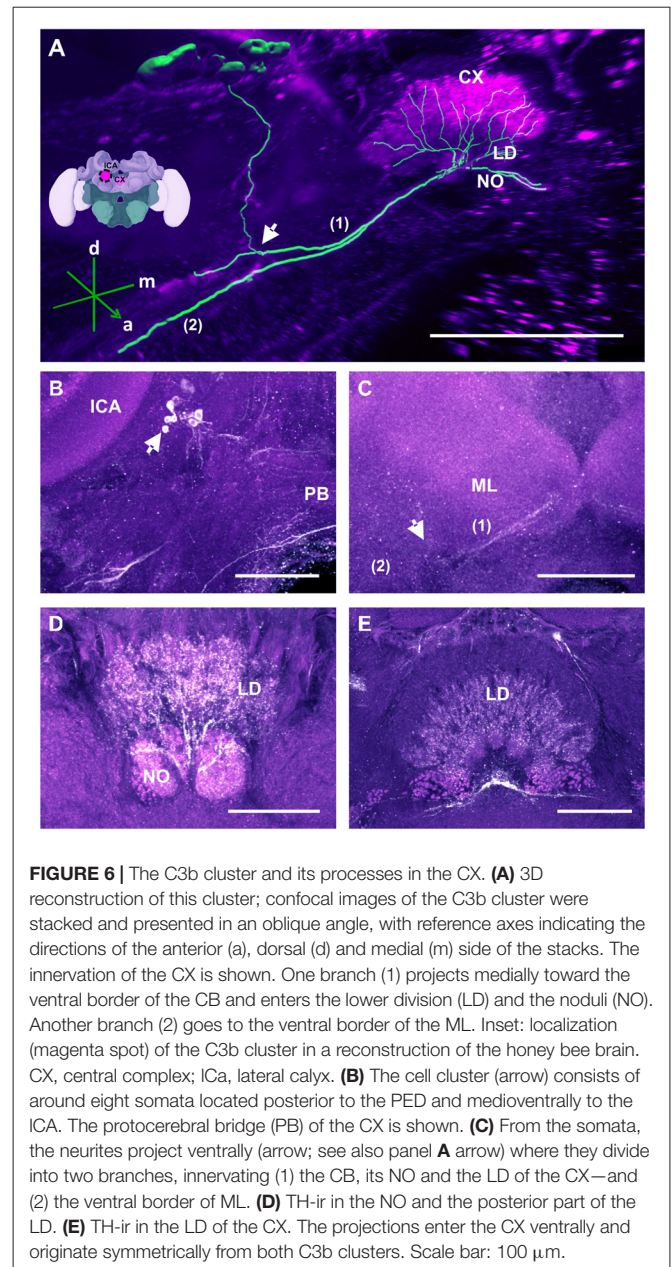 A
CX
LD
NO
lCA
CX
d
m
a
(1)
(2)
B
lCA
PB
C
ML
(1)
(2)
D
LD
NO
E
LD
FIGURE 6 | The C3b cluster and its processes in the CX. (A) 3D
reconstruction of this cluster; confocal images of the C3b cluster were
stacked and presented in an oblique angle, with reference axes indicating the
directions of the anterior (a), dorsal (d) and medial (m) side of the stacks. The
innervation of the CX is shown. One branch (1) projects medially toward the
ventral border of the CB and enters the lower division (LD) and the noduli (NO).
Another branch (2) goes to the ventral border of the ML. Inset: localization
(magenta spot) of the C3b cluster in a reconstruction of the honey bee brain.
CX, central complex; lCa, lateral calyx. (B) The cell cluster (arrow) consists of
around eight somata located posterior to the PED and medioventrally to the
lCA. The protocerebral bridge (PB) of the CX is shown. (C) From the somata,
the neurites project ventrally (arrow; see also panel A arrow) where they divide
into two branches, innervating (1) the CB, its NO and the LD of the CX—and
(2) the ventral border of ML. (D) TH-ir in the NO and the posterior part of the
LD. (E) TH-ir in the LD of the CX. The projections enter the CX ventrally and
originate symmetrically from both C3b clusters. Scale bar: 100 μm.